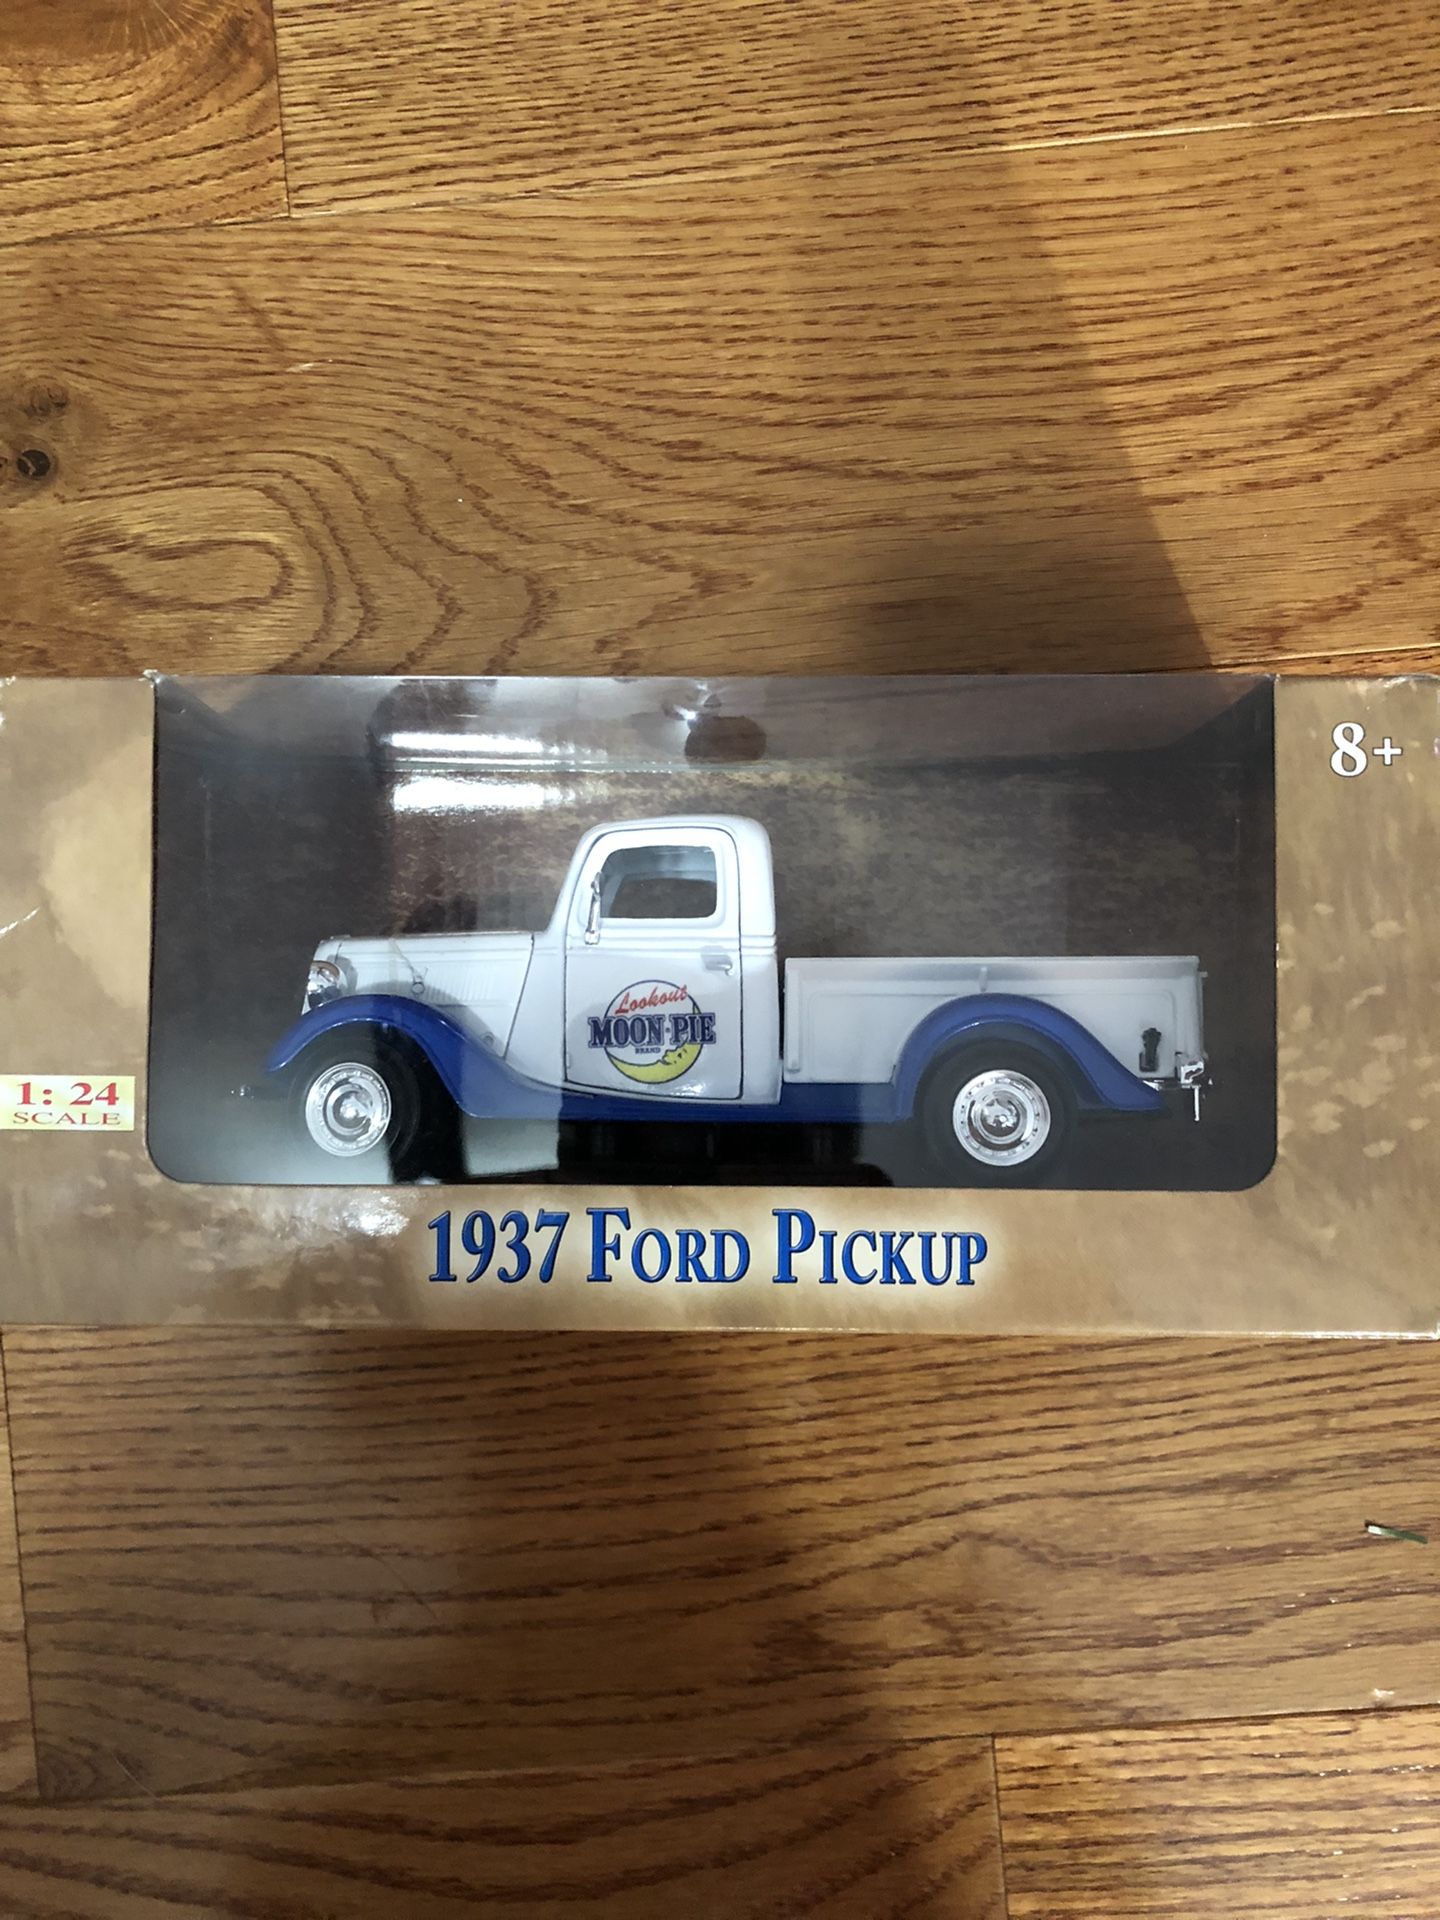 8+
Lookout
MOON·PIE
BRAND
1: 24
SCALE
1937 FORD PICKUP